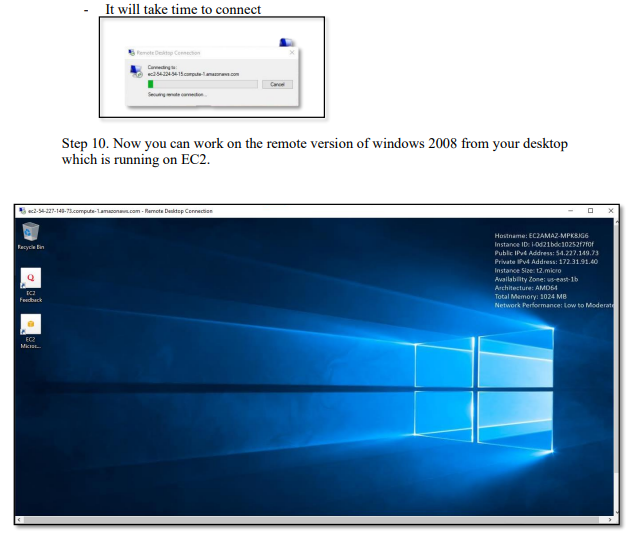 - It will take time to connect
Remote Desktop Connection
Connecting to:
ec2-54-224-54-15.compute-1.amazonaws.com
Cancel
Securing remote connection...
Step 10. Now you can work on the remote version of windows 2008 from your desktop
which is running on EC2.
ec2-54-227-149-73.compute-1.amazonaws.com - Remote Desktop Connection
Recycle Bin
Q
EC2
Feedback
EC2
Micros...
Hostname: EC2AMAZ-MPK8JG6
Instance ID: i-0d21bdc10252f7f0f
Public IPv4 Address: 54.227.149.73
Private IPv4 Address: 172.31.91.40
Instance Size: t2.micro
Availability Zone: us-east-1b
Architecture: AMD64
Total Memory: 1024 MB
Network Performance: Low to Moderate